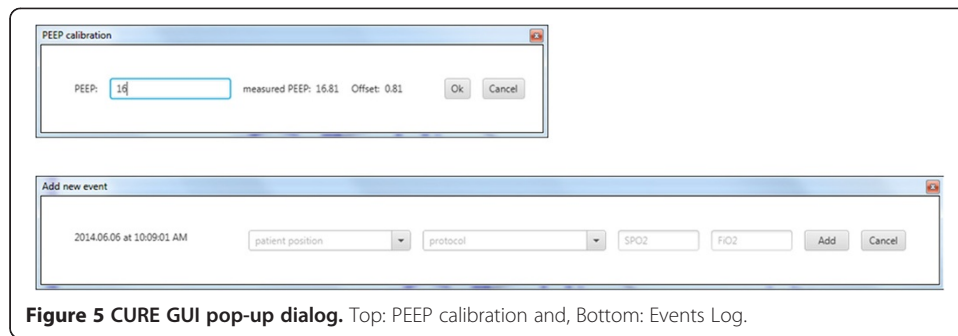 PEEP calibration
PEEP: 16 measured PEEP: 16.81 Offset: 0.81 Ok Cancel
Add new event
2014.06.06 at 10:09:01 AM patient position protocol SPO2 FiO2 Add Cancel
Figure 5 CURE GUI pop-up dialog. Top: PEEP calibration and, Bottom: Events Log.